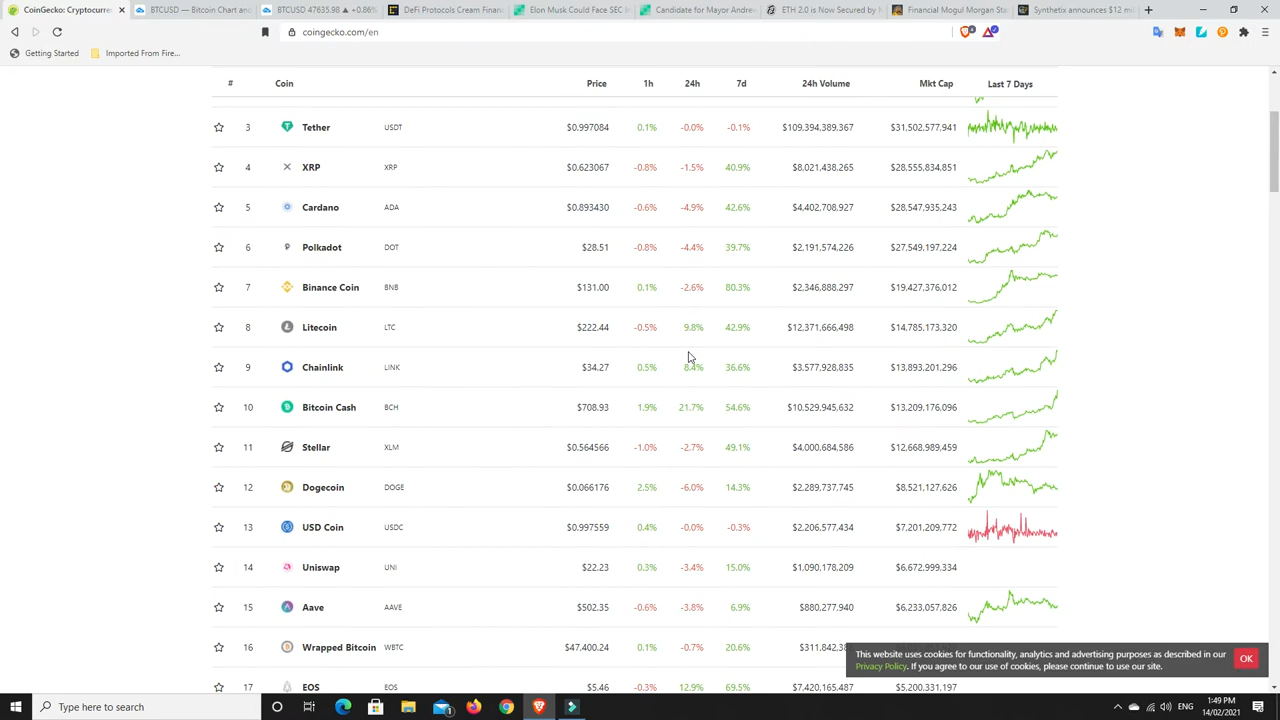 CoinGecko: Cryptocurren
BTCUSD — Bitcoin Chart and
BTCUSD 47635.98 ▲ +0.86%
DeFi Protocols Cream Financ
Elon Musk Could Face SEC I
Candidate for Mayor Andrew
ETH 2.0 is Now Secured by M
Financial Mogul Morgan Sta
Synthetix announces $12 mil
coingecko.com/en
Getting Started
Imported From Fire...
# Coin Price 1h 24h 7d 24h Volume Mkt Cap Last 7 Days
3 Tether USDT $0.997084 0.1% -0.0% -0.1% $109,394,389,367 $31,502,577,941
4 XRP XRP $0.623067 -0.8% -1.5% 40.9% $8,021,438,265 $28,555,834,851
5 Cardano ADA $0.893430 -0.6% -4.9% 42.6% $4,402,708,927 $28,547,935,243
6 Polkadot DOT $28.51 -0.8% -4.4% 39.7% $2,191,574,226 $27,549,197,224
7 Binance Coin BNB $131.00 0.1% -2.6% 80.3% $2,346,888,297 $19,427,376,012
8 Litecoin LTC $222.44 -0.5% 9.8% 42.9% $12,371,666,498 $14,785,173,320
9 Chainlink LINK $34.27 0.5% 8.4% 36.6% $3,577,928,835 $13,893,201,296
10 Bitcoin Cash BCH $708.93 1.9% 21.7% 54.6% $10,529,945,632 $13,209,176,096
11 Stellar XLM $0.564566 -1.0% -2.7% 49.1% $4,000,684,586 $12,668,989,459
12 Dogecoin DOGE $0.066176 2.5% -6.0% 14.3% $2,289,737,745 $8,521,127,626
13 USD Coin USDC $0.997559 0.4% -0.0% -0.3% $2,206,577,434 $7,201,209,772
14 Uniswap UNI $22.23 0.3% -3.4% 15.0% $1,090,178,209 $6,672,999,334
15 Aave AAVE $502.35 -0.6% -3.8% 6.9% $880,277,940 $6,233,057,826
16 Wrapped Bitcoin WBTC $47,400.24 0.1% -0.7% 20.6%
17 EOS EOS $5.46 -0.3% 12.9% 69.5% $7,420,165,487 $5,200,331,197
This website uses cookies for functionality, analytics and advertising purposes as described in our
Privacy Policy. If you agree to our use of cookies, please continue to use our site.
OK
Type here to search
ENG
1:49 PM
14/02/2021